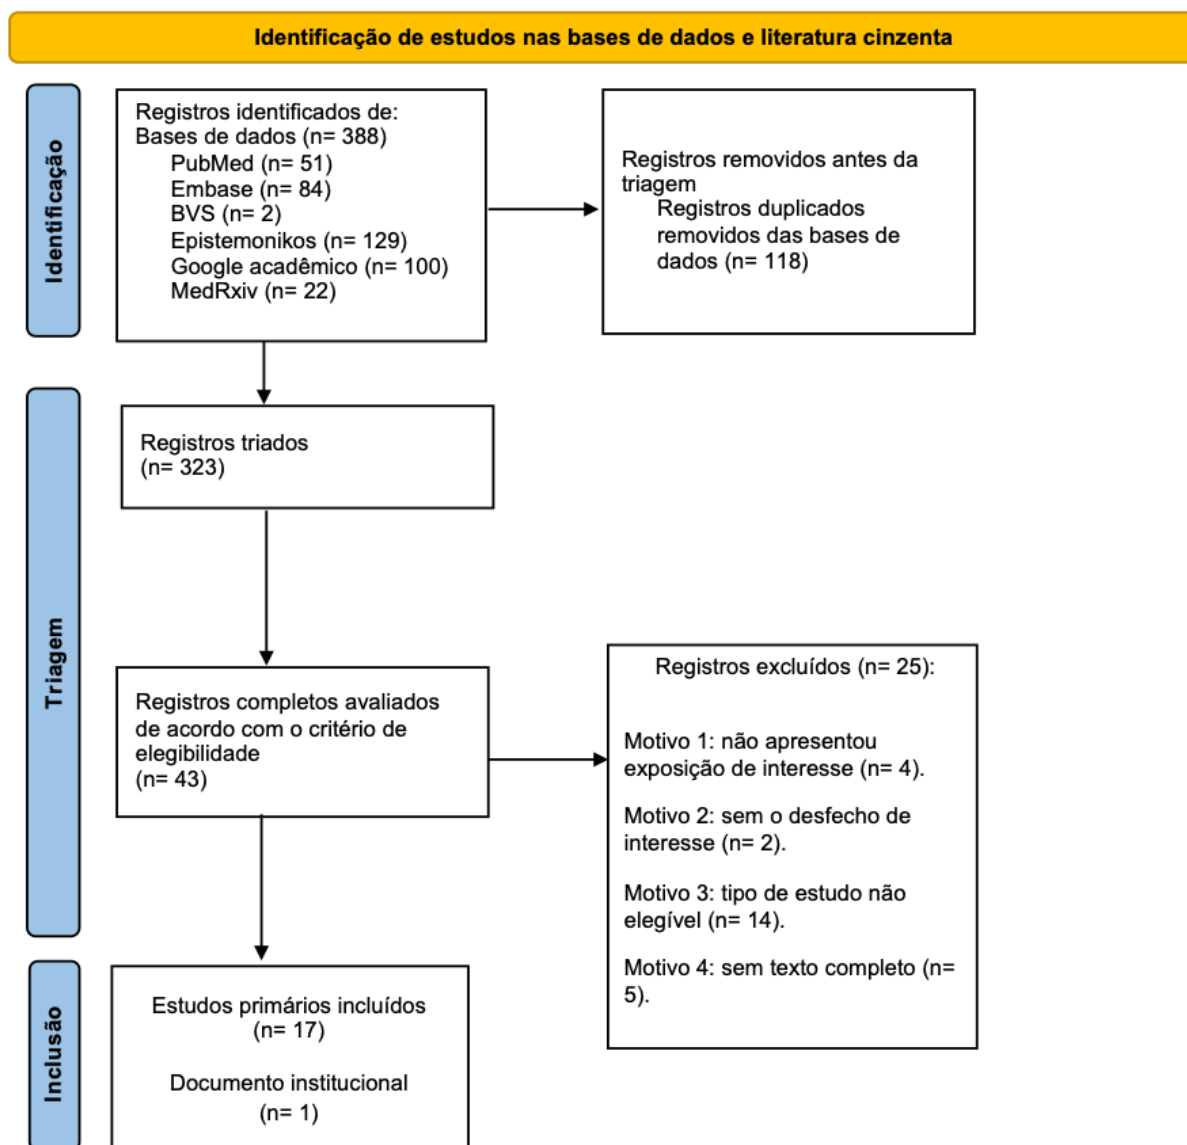 Identificação de estudos nas bases de dados e literatura cinzenta
Identificação
Registros identificados de:
Bases de dados (n= 388)
PubMed (n= 51)
Embase (n= 84)
BVS (n= 2)
Epistemonikos (n= 129)
Google acadêmico (n= 100)
MedRxiv (n= 22)
Registros removidos antes da
triagem
Registros duplicados
removidos das bases de
dados (n= 118)
Triagem
Registros triados
(n= 323)
Registros completos avaliados
de acordo com o critério de
elegibilidade
(n= 43)
Registros excluídos (n= 25):
Motivo 1: não apresentou
exposição de interesse (n= 4).
Motivo 2: sem o desfecho de
interesse (n= 2).
Motivo 3: tipo de estudo não
elegível (n= 14).
Motivo 4: sem texto completo (n=
5).
Inclusão
Estudos primários incluídos
(n= 17)
Documento institucional
(n= 1)